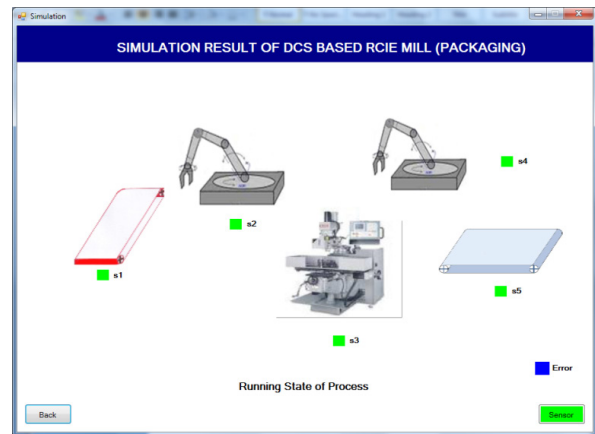 Simulation
SIMULATION RESULT OF DCS BASED RCIE MILL (PACKAGING)
s4
s2
s1
s5
s3
Error
Running State of Process
Back
Sensor